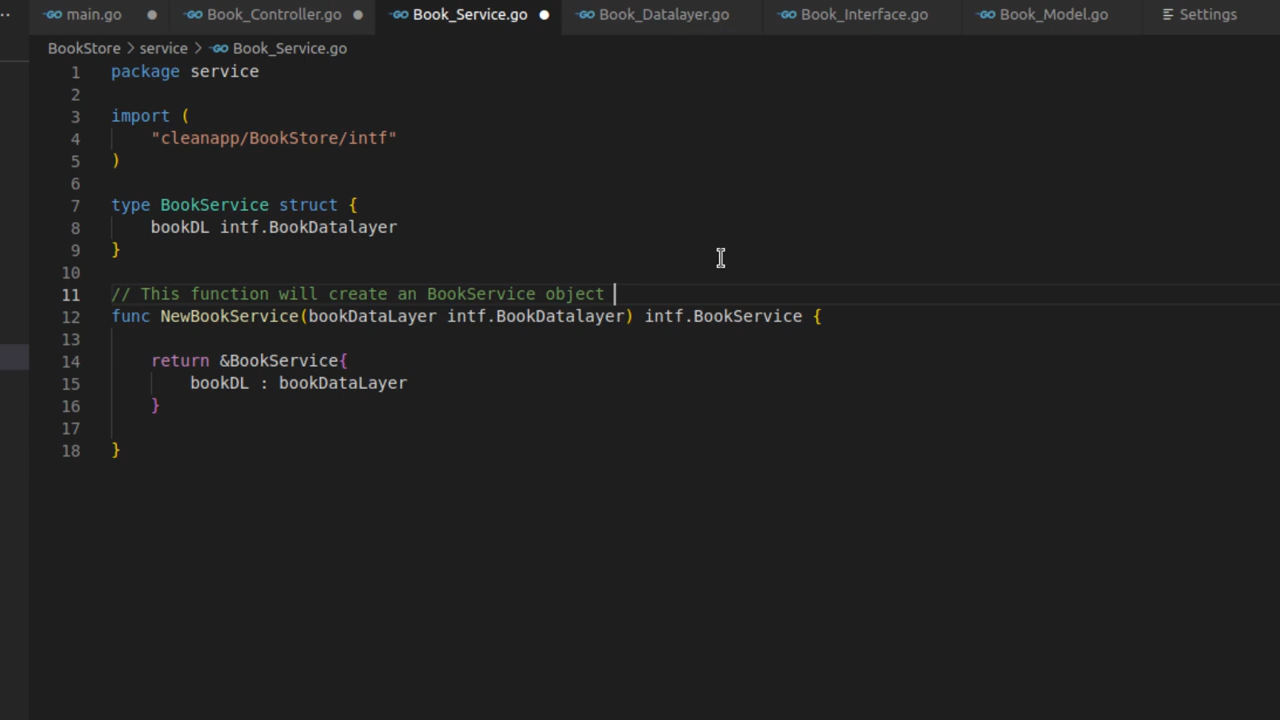 main.go Book_Controller.go Book_Service.go Book_Datalayer.go Book_Interface.go Book_Model.go Settings
BookStore > service > Book_Service.go
1 package service
2
3 import (
4 "cleanapp/BookStore/intf"
5 )
6
7 type BookService struct {
8 bookDL intf.BookDatalayer
9 }
10
11 // This function will create an BookService object
12 func NewBookService(bookDataLayer intf.BookDatalayer) intf.BookService {
13
14 return &BookService{
15 bookDL : bookDataLayer
16 }
17
18 }